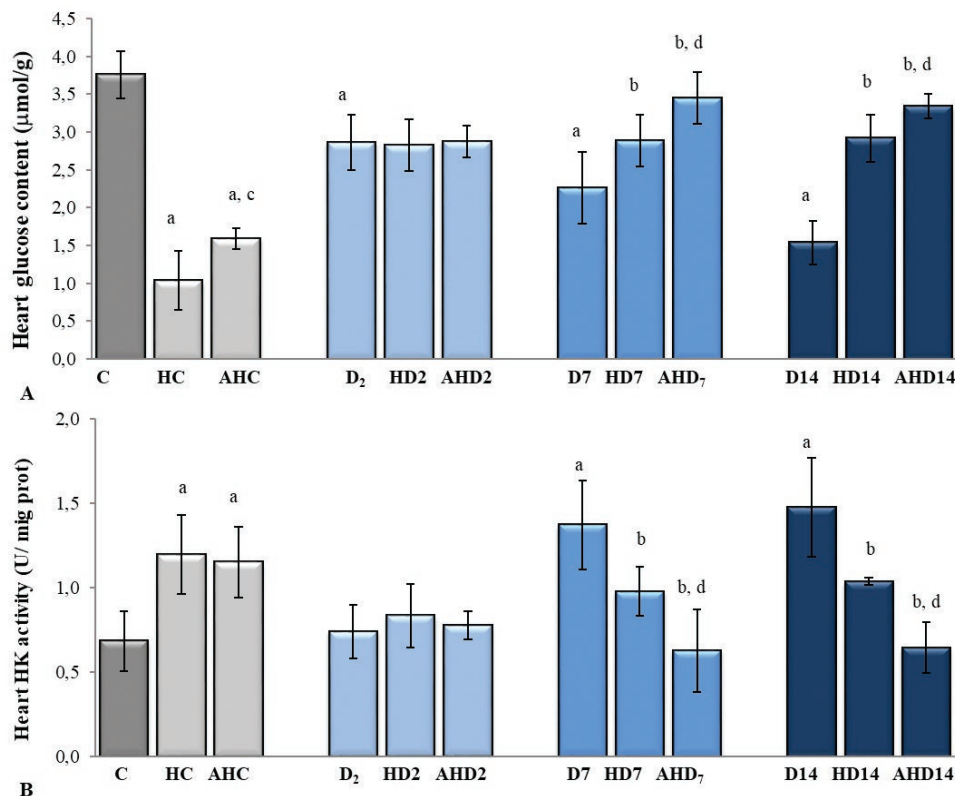 Heart glucose content (μmol/g)
4,5
4,0
3,5
3,0
2,5
2,0
1,5
1,0
0,5
0,0
a
a, c
a
a
b
b, d
a
b
b, d
C HC AHC D₂ HD2 AHD2 D7 HD7 AHD₇ D14 HD14 AHD14
A
Heart HK activity (U/ mig prot)
2,0
1,5
1,0
0,5
0,0
a
a
a
b
b, d
a
b
b, d
C HC AHC D₂ HD2 AHD2 D7 HD7 AHD₇ D14 HD14 AHD14
B